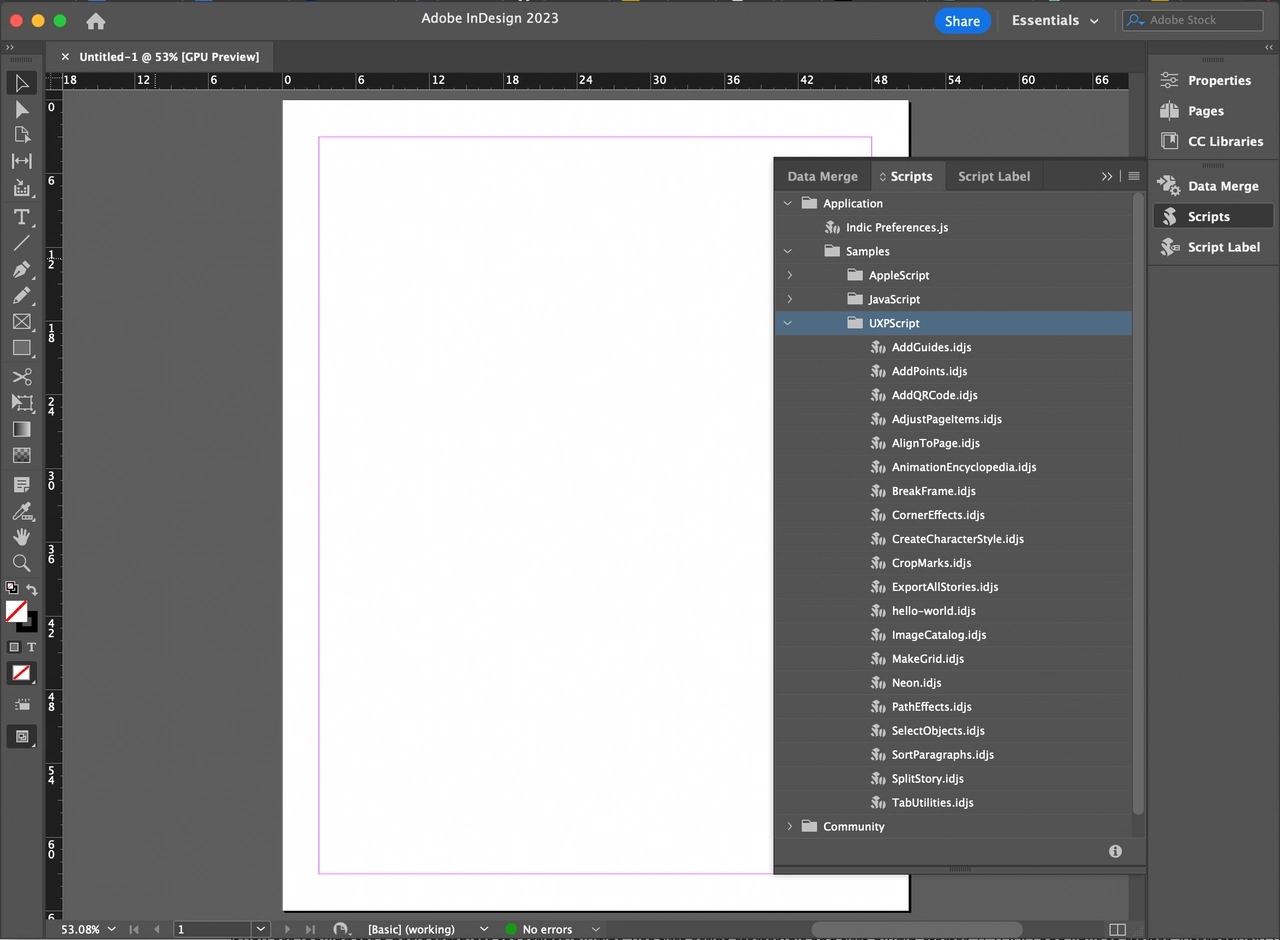 Adobe InDesign 2023
Share
Essentials
Adobe Stock
× Untitled-1 @ 53% [GPU Preview]
18 12 6 0 6 12 18 24 30 36 42 48 54 60 66
0
6
12
18
24
30
36
42
48
54
60
6
Data Merge Scripts Script Label
Application
Indic Preferences.js
Samples
AppleScript
JavaScript
UXPScript
AddGuides.idjs
AddPoints.idjs
AddQRCode.idjs
AdjustPageItems.idjs
AlignToPage.idjs
AnimationEncyclopedia.idjs
BreakFrame.idjs
CornerEffects.idjs
CreateCharacterStyle.idjs
CropMarks.idjs
ExportAllStories.idjs
hello-world.idjs
ImageCatalog.idjs
MakeGrid.idjs
Neon.idjs
PathEffects.idjs
SelectObjects.idjs
SortParagraphs.idjs
SplitStory.idjs
TabUtilities.idjs
Community
Properties
Pages
CC Libraries
Data Merge
Scripts
Script Label
53.08% 1 [Basic] (working) No errors